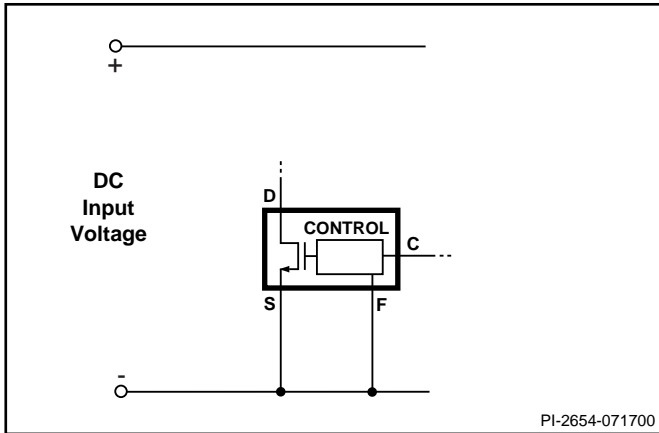 +
DC
Input
Voltage
D
CONTROL
C
S
F
-
PI-2654-071700